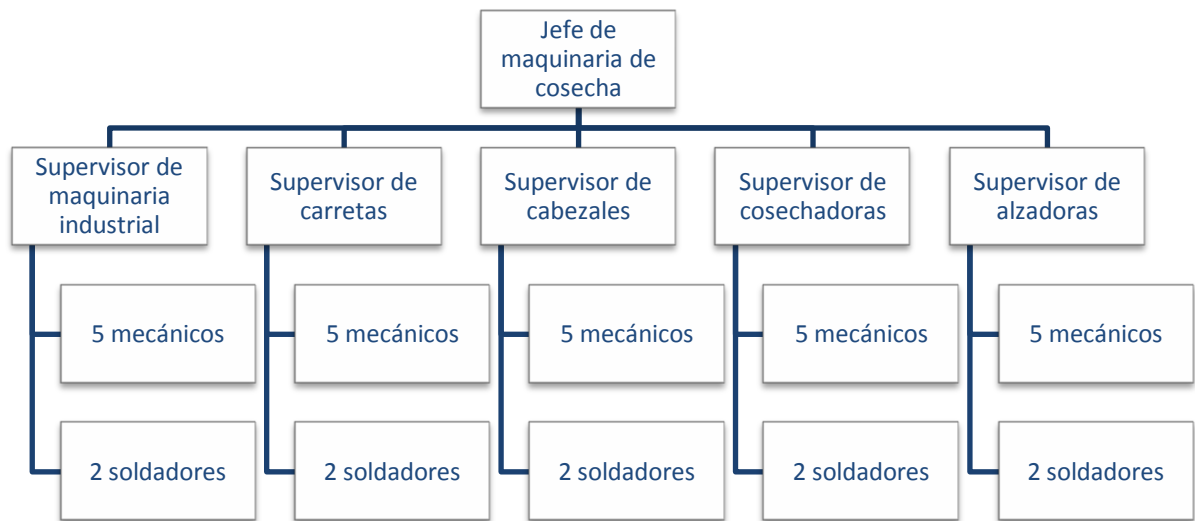 Jefe de
maquinaria de
cosecha
Supervisor de
maquinaria
industrial
Supervisor de
carretas
Supervisor de
cabezales
Supervisor de
cosechadoras
Supervisor de
alzadoras
5 mecánicos
5 mecánicos
5 mecánicos
5 mecánicos
5 mecánicos
2 soldadores
2 soldadores
2 soldadores
2 soldadores
2 soldadores